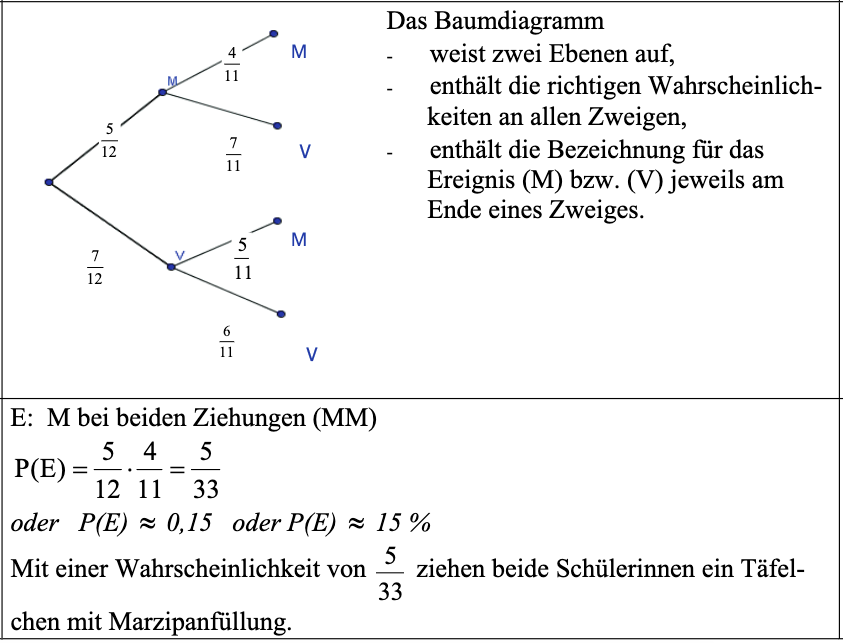 Das Baumdiagramm
- weist zwei Ebenen auf,
- enthält die richtigen Wahrscheinlich-
keiten an allen Zweigen,
- enthält die Bezeichnung für das
Ereignis (M) bzw. (V) jeweils am
Ende eines Zweiges.
4/11 M
M
5/12
7/11 V
V 5/11 M
7/12
6/11 V
E: M bei beiden Ziehungen (MM)
P(E) = 5/12 · 4/11 = 5/33
oder P(E) ≈ 0,15 oder P(E) ≈ 15 %
Mit einer Wahrscheinlichkeit von 5/33 ziehen beide Schülerinnen ein Täfel-
chen mit Marzipanfüllung.